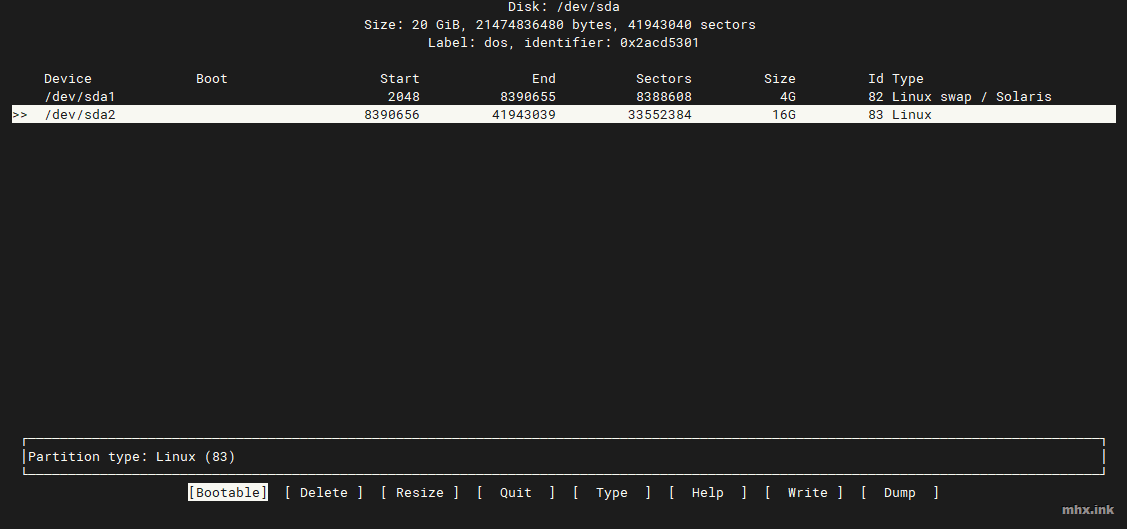 Disk: /dev/sda
Size: 20 GiB, 21474836480 bytes, 41943040 sectors
Label: dos, identifier: 0x2acd5301
Device Boot Start End Sectors Size Id Type
/dev/sda1 2048 8390655 8388608 4G 82 Linux swap / Solaris
>> /dev/sda2 8390656 41943039 33552384 16G 83 Linux
Partition type: Linux (83)
[Bootable] [ Delete ] [ Resize ] [ Quit ] [ Type ] [ Help ] [ Write ] [ Dump ]
mhx.ink